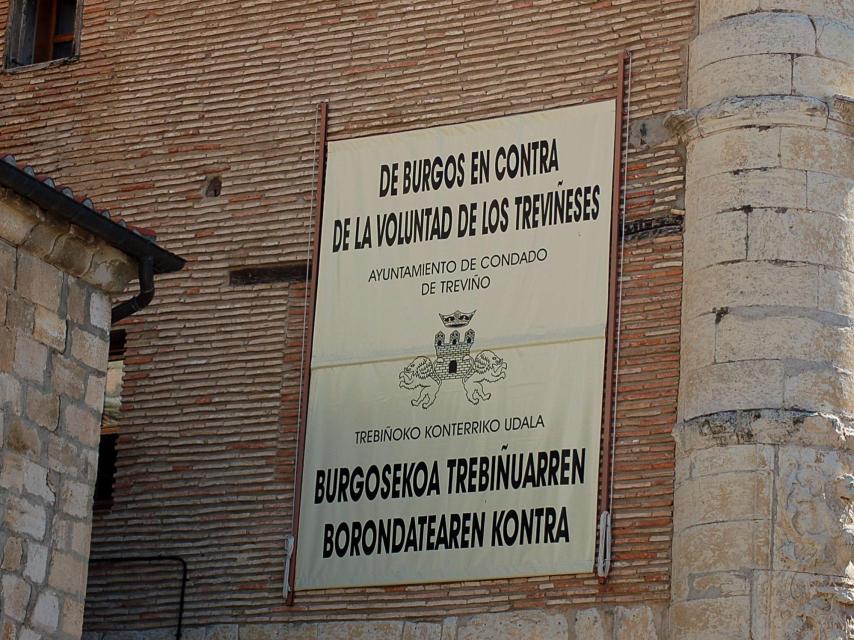 DE BURGOS EN CONTRA
DE LA VOLUNTAD DE LOS TREVIÑESES
AYUNTAMIENTO DE CONDADO
DE TREVIÑO
TREBIÑOKO KONTERRIKO UDALA
BURGOSEKOA TREBIÑUARREN
BORONDATEAREN KONTRA